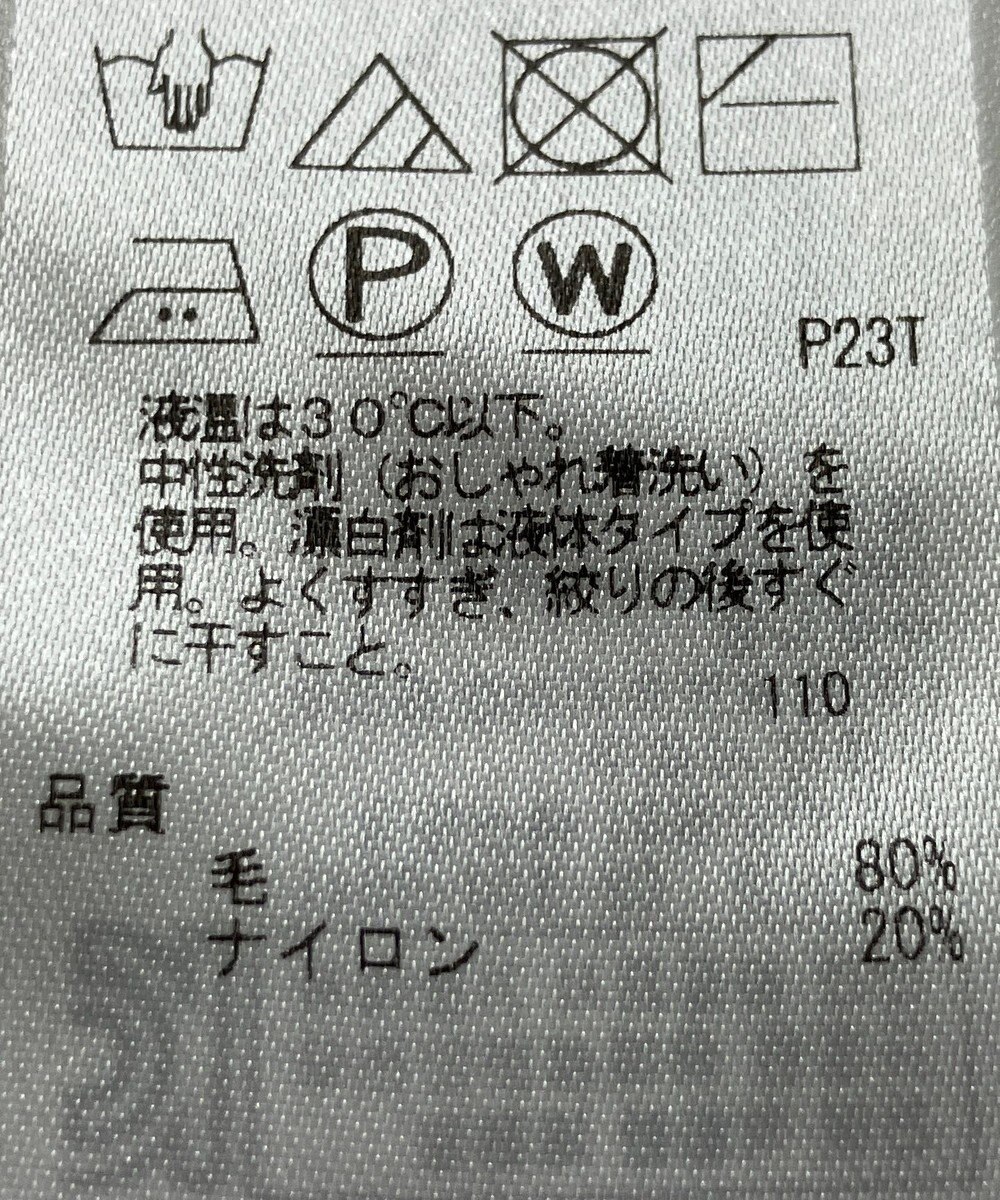 P
W
P23T
液温は30℃以下。
中性洗剤(おしゃれ着洗い)を
使用。漂白剤は液体タイプを使
用。よくすすぎ、絞りの後すぐ
に干すこと。
110
品質
毛 80%
ナイロン 20%